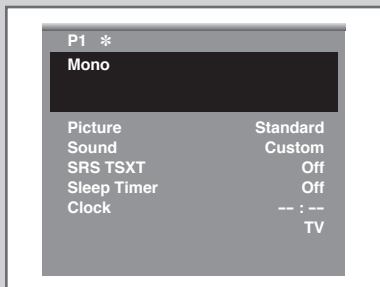 P1 ✻
Mono
Picture Standard
Sound Custom
SRS TSXT Off
Sleep Timer Off
Clock -- : --
TV